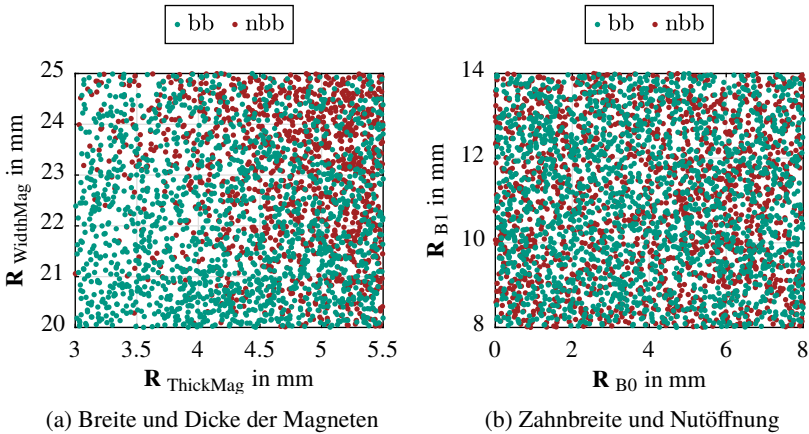 bb nbb
25
24
23
22
21
20
R WidthMag in mm
3 3.5 4 4.5 5 5.5
R ThickMag in mm
(a) Breite und Dicke der Magneten
bb nbb
14
12
10
8
R B1 in mm
0 2 4 6 8
R B0 in mm
(b) Zahnbreite und Nutöffnung